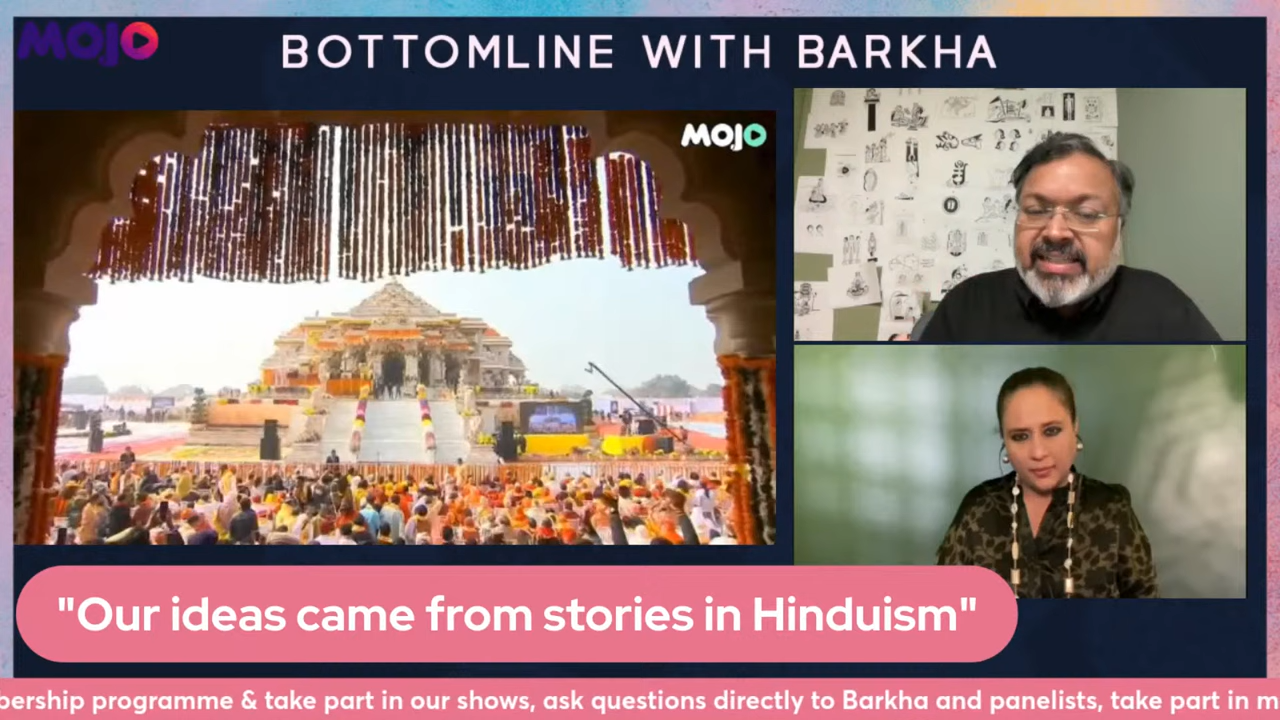 MOJO
BOTTOMLINE WITH BARKHA
MOJO
"Our ideas came from stories in Hinduism"
bership programme & take part in our shows, ask questions directly to Barkha and panelists, take part in m